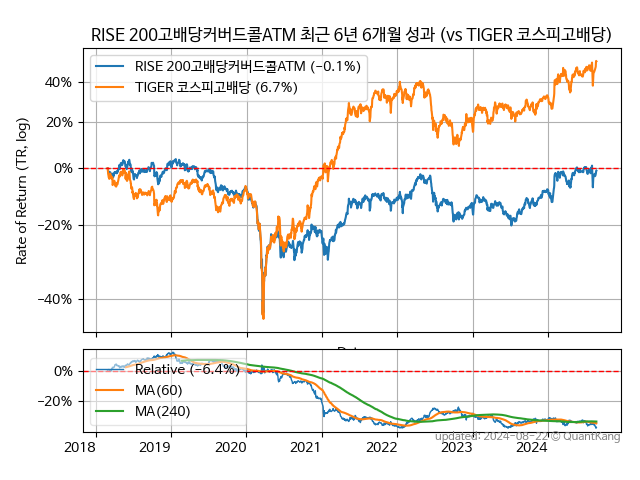 RISE 200고배당커버드콜ATM 최근 6년 6개월 성과 (vs TIGER 코스피고배당)
RISE 200고배당커버드콜ATM (−0.1%)
TIGER 코스피고배당 (6.7%)
Rate of Return (TR, log)
40%
20%
0%
−20%
−40%
Relative (−6.4%)
MA(60)
MA(240)
0%
−20%
2018
2019
2020
2021
2022
2023
2024
updated: 2024-08-22 © QuantKang